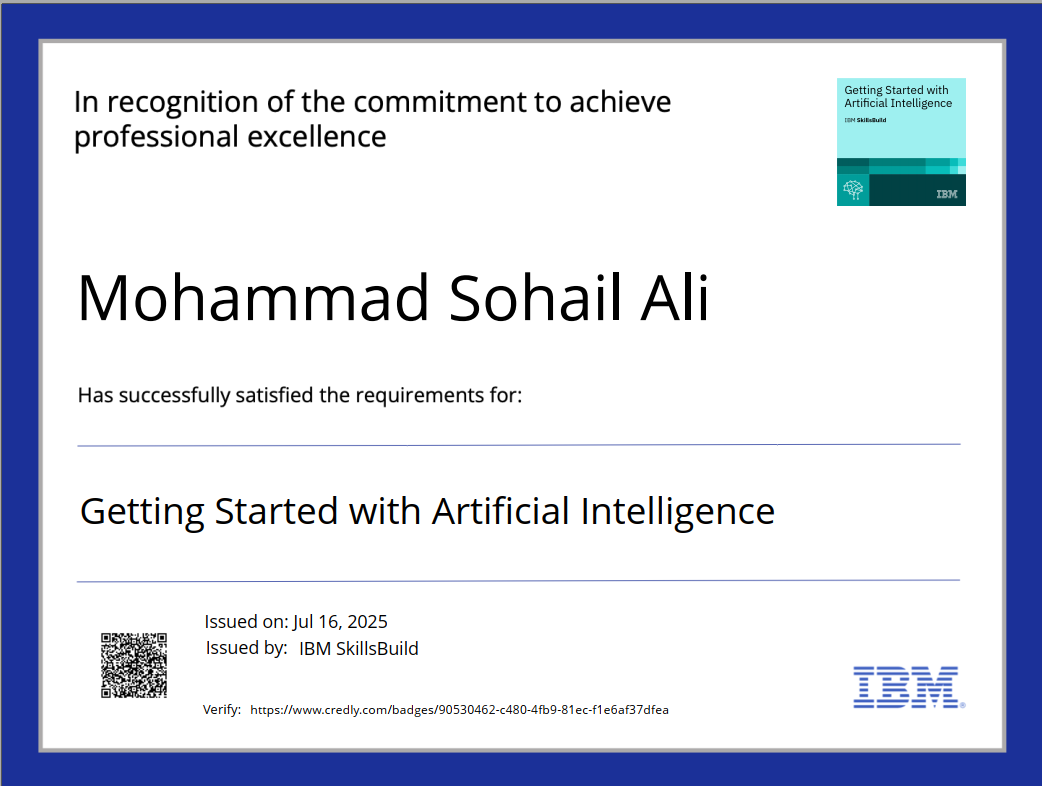 In recognition of the commitment to achieve
professional excellence
Getting Started with
Artificial Intelligence
IBM SkillsBuild
IBM
Mohammad Sohail Ali
Has successfully satisfied the requirements for:
Getting Started with Artificial Intelligence
Issued on: Jul 16, 2025
Issued by: IBM SkillsBuild
Verify: https://www.credly.com/badges/90530462-c480-4fb9-81ec-f1e6af37dfea
IBM®